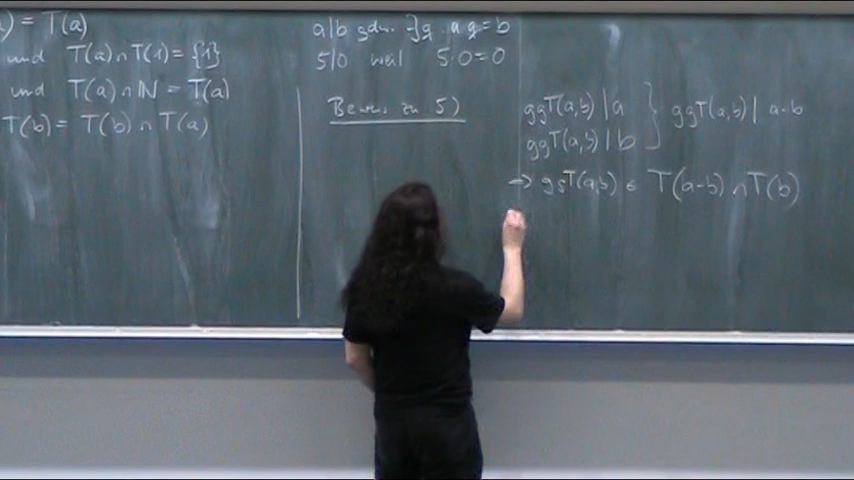 ) = T(a)
und T(a) ∩ T(1) = {1}
und T(a) ∩ ℕ = T(a)
T(b) = T(b) ∩ T(a)
a|b gdw. ∃q. a q = b
5|0 weil 5·0=0
Beweis zu 5)
ggT(a,b) | a
ggT(a,b) | b } ggT(a,b) | a-b
→ ggT(a,b) ∈ T(a-b) ∩ T(b)